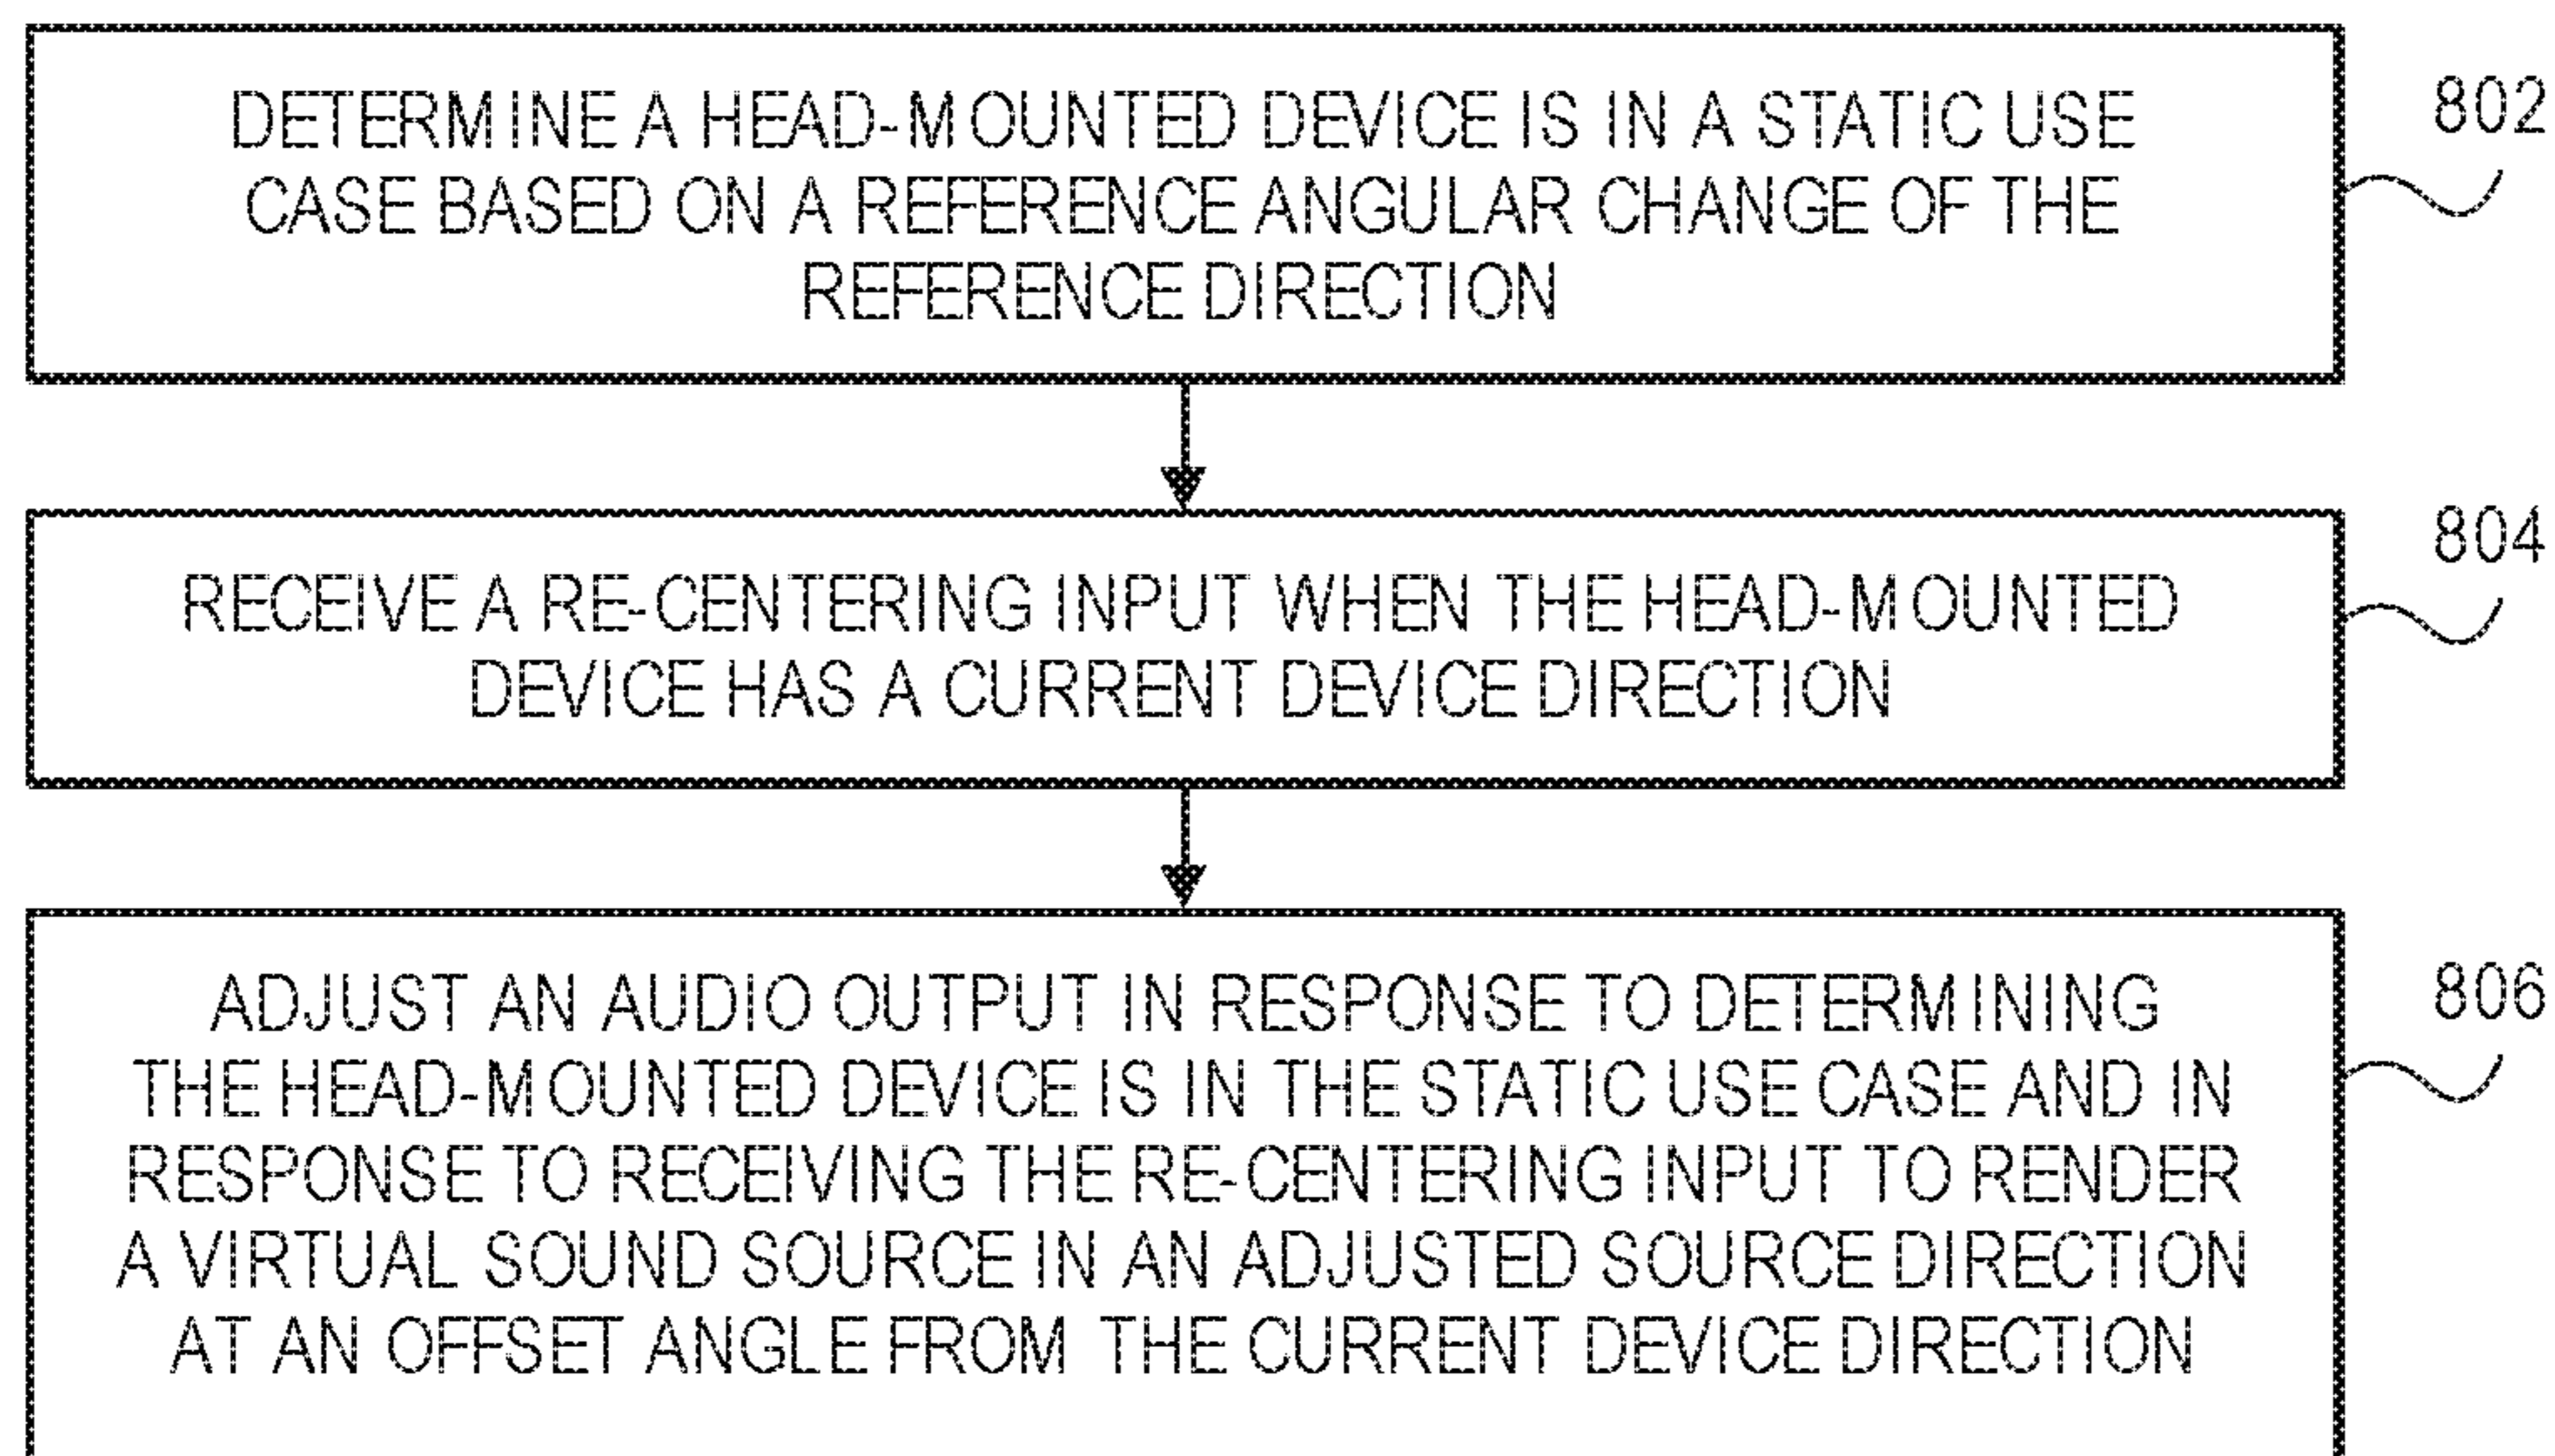 DETERMINE A HEAD-MOUNTED DEVICE IS IN A STATIC USE
CASE BASED ON A REFERENCE ANGULAR CHANGE OF THE
REFERENCE DIRECTION
802
RECEIVE A RE-CENTERING INPUT WHEN THE HEAD-MOUNTED
DEVICE HAS A CURRENT DEVICE DIRECTION
804
ADJUST AN AUDIO OUTPUT IN RESPONSE TO DETERMINING
THE HEAD-MOUNTED DEVICE IS IN THE STATIC USE CASE AND IN
RESPONSE TO RECEIVING THE RE-CENTERING INPUT TO RENDER
A VIRTUAL SOUND SOURCE IN AN ADJUSTED SOURCE DIRECTION
AT AN OFFSET ANGLE FROM THE CURRENT DEVICE DIRECTION
806